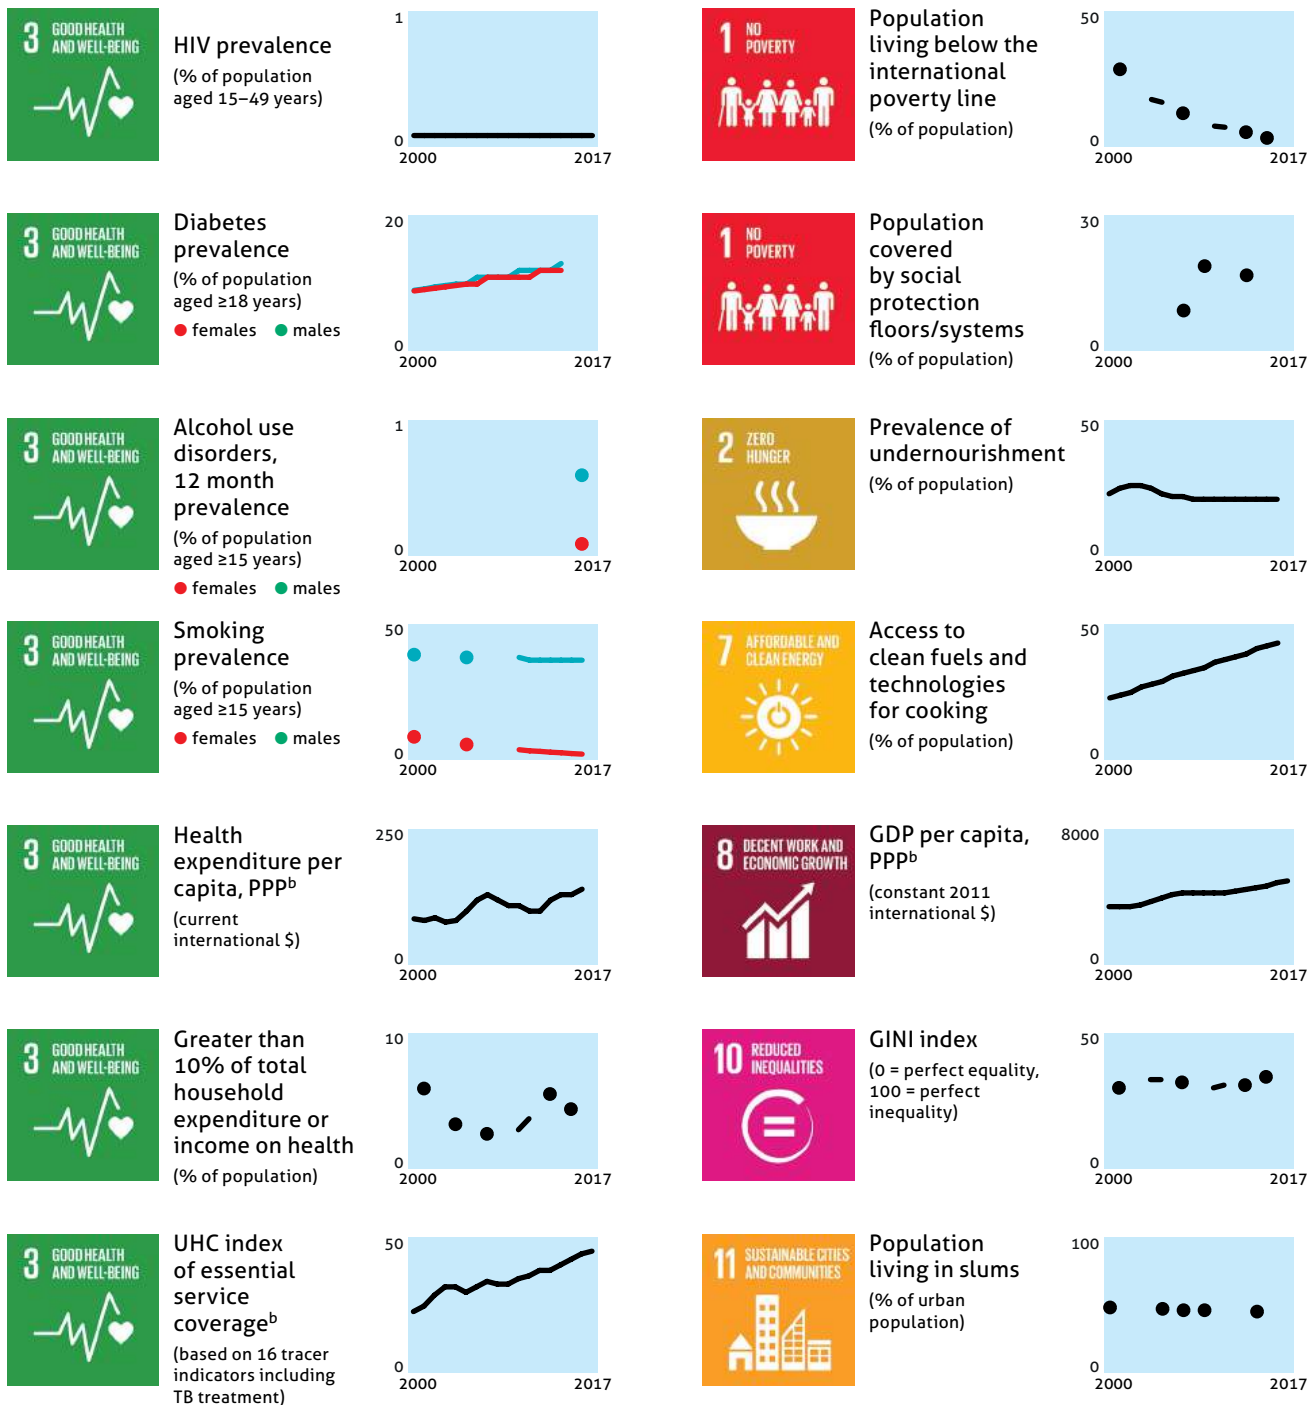 3 GOOD HEALTH
AND WELL-BEING
HIV prevalence
(% of population
aged 15–49 years)
1
0
2000 2017
3 GOOD HEALTH
AND WELL-BEING
Diabetes
prevalence
(% of population
aged ≥18 years)
females males
20
0
2000 2017
3 GOOD HEALTH
AND WELL-BEING
Alcohol use
disorders,
12 month
prevalence
(% of population
aged ≥15 years)
females males
1
0
2000 2017
3 GOOD HEALTH
AND WELL-BEING
Smoking
prevalence
(% of population
aged ≥15 years)
females males
50
0
2000 2017
3 GOOD HEALTH
AND WELL-BEING
Health
expenditure per
capita, PPPᵇ
(current
international $)
250
0
2000 2017
3 GOOD HEALTH
AND WELL-BEING
Greater than
10% of total
household
expenditure or
income on health
(% of population)
10
0
2000 2017
3 GOOD HEALTH
AND WELL-BEING
UHC index
of essential
service
coverageᵇ
(based on 16 tracer
indicators including
TB treatment)
50
0
2000 2017
1 NO
POVERTY
Population
living below the
international
poverty line
(% of population)
50
0
2000 2017
1 NO
POVERTY
Population
covered
by social
protection
floors/systems
(% of population)
30
0
2000 2017
2 ZERO
HUNGER
Prevalence of
undernourishment
(% of population)
50
0
2000 2017
7 AFFORDABLE AND
CLEAN ENERGY
Access to
clean fuels and
technologies
for cooking
(% of population)
50
0
2000 2017
8 DECENT WORK AND
ECONOMIC GROWTH
GDP per capita,
PPPᵇ
(constant 2011
international $)
8000
0
2000 2017
10 REDUCED
INEQUALITIES
GINI index
(0 = perfect equality,
100 = perfect
inequality)
50
0
2000 2017
11 SUSTAINABLE CITIES
AND COMMUNITIES
Population
living in slums
(% of urban
population)
100
0
2000 2017